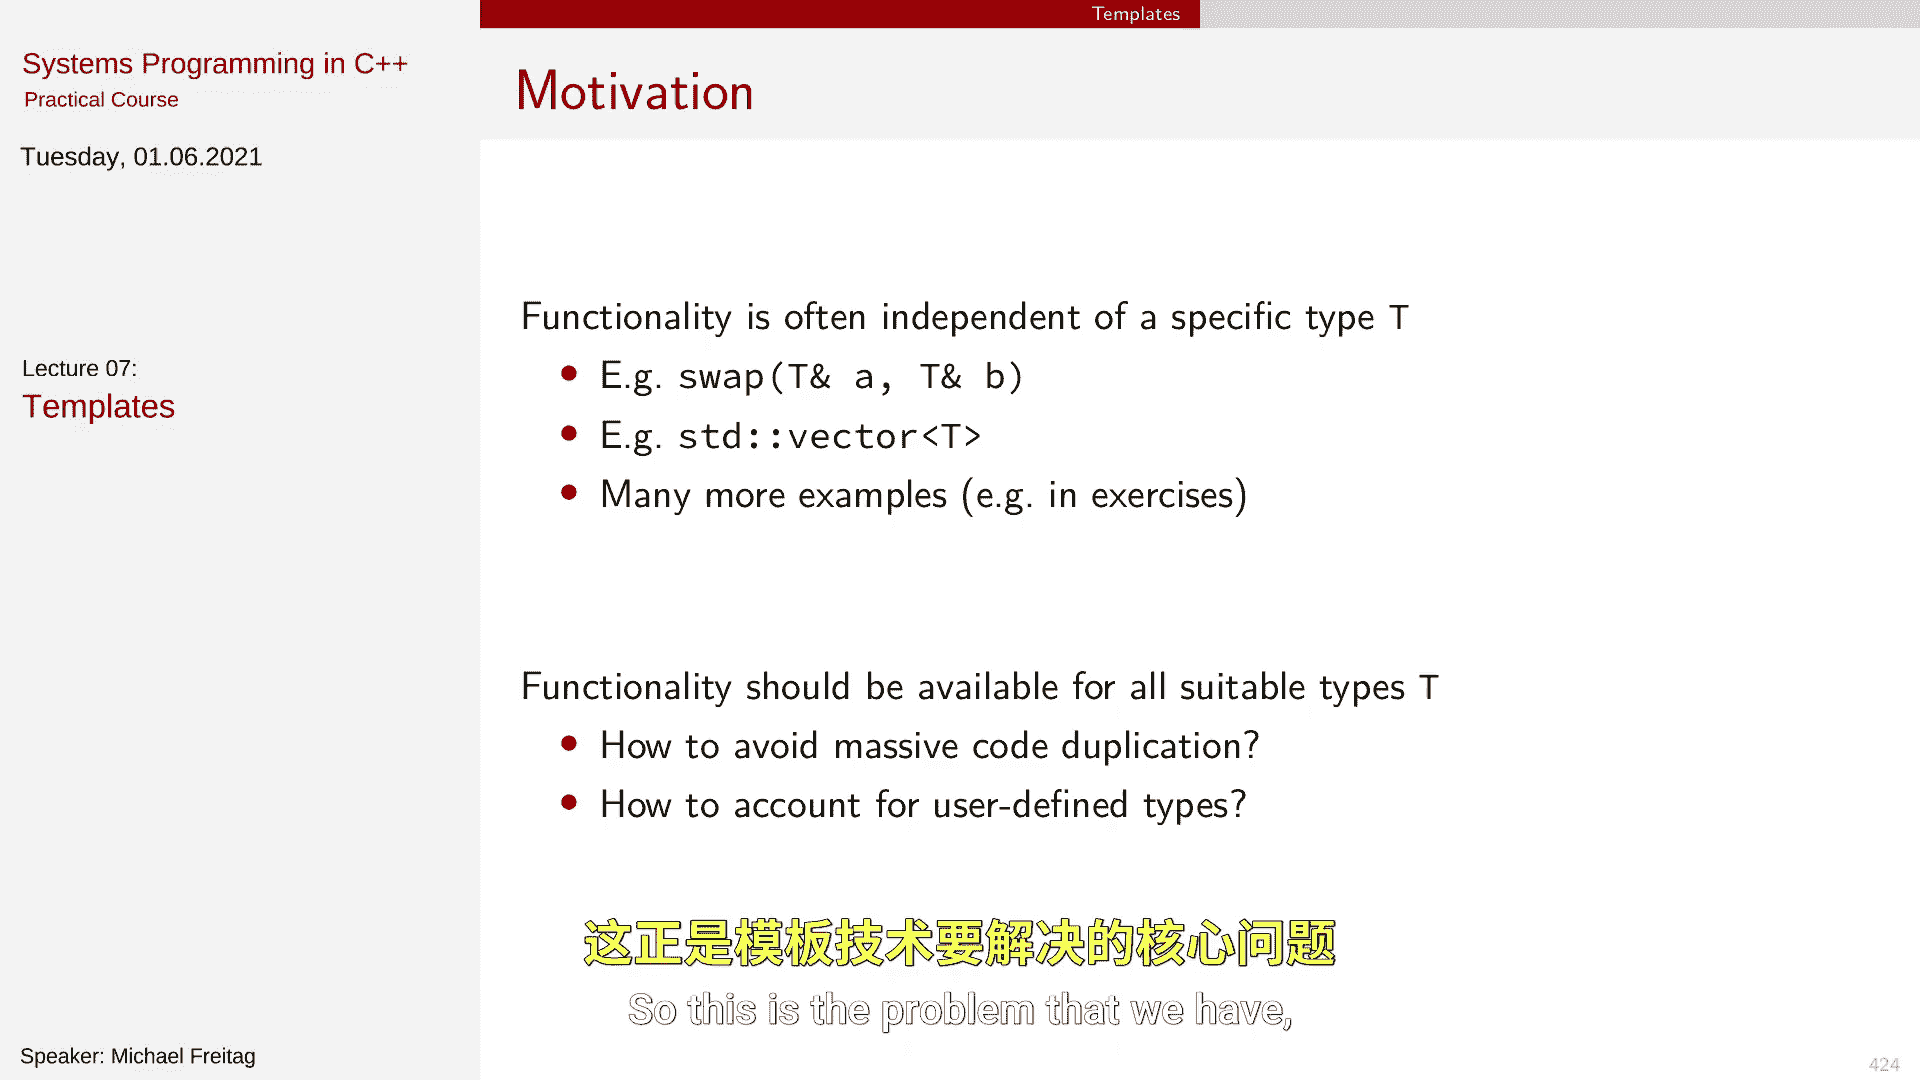 Templates
Systems Programming in C++
Practical Course
Tuesday, 01.06.2021
Lecture 07:
Templates
Motivation
Functionality is often independent of a specific type T
• E.g. swap(T& a, T& b)
• E.g. std::vector<T>
• Many more examples (e.g. in exercises)
Functionality should be available for all suitable types T
• How to avoid massive code duplication?
• How to account for user-defined types?
这正是模板技术要解决的核心问题
So this is the problem that we have,
Speaker: Michael Freitag
424